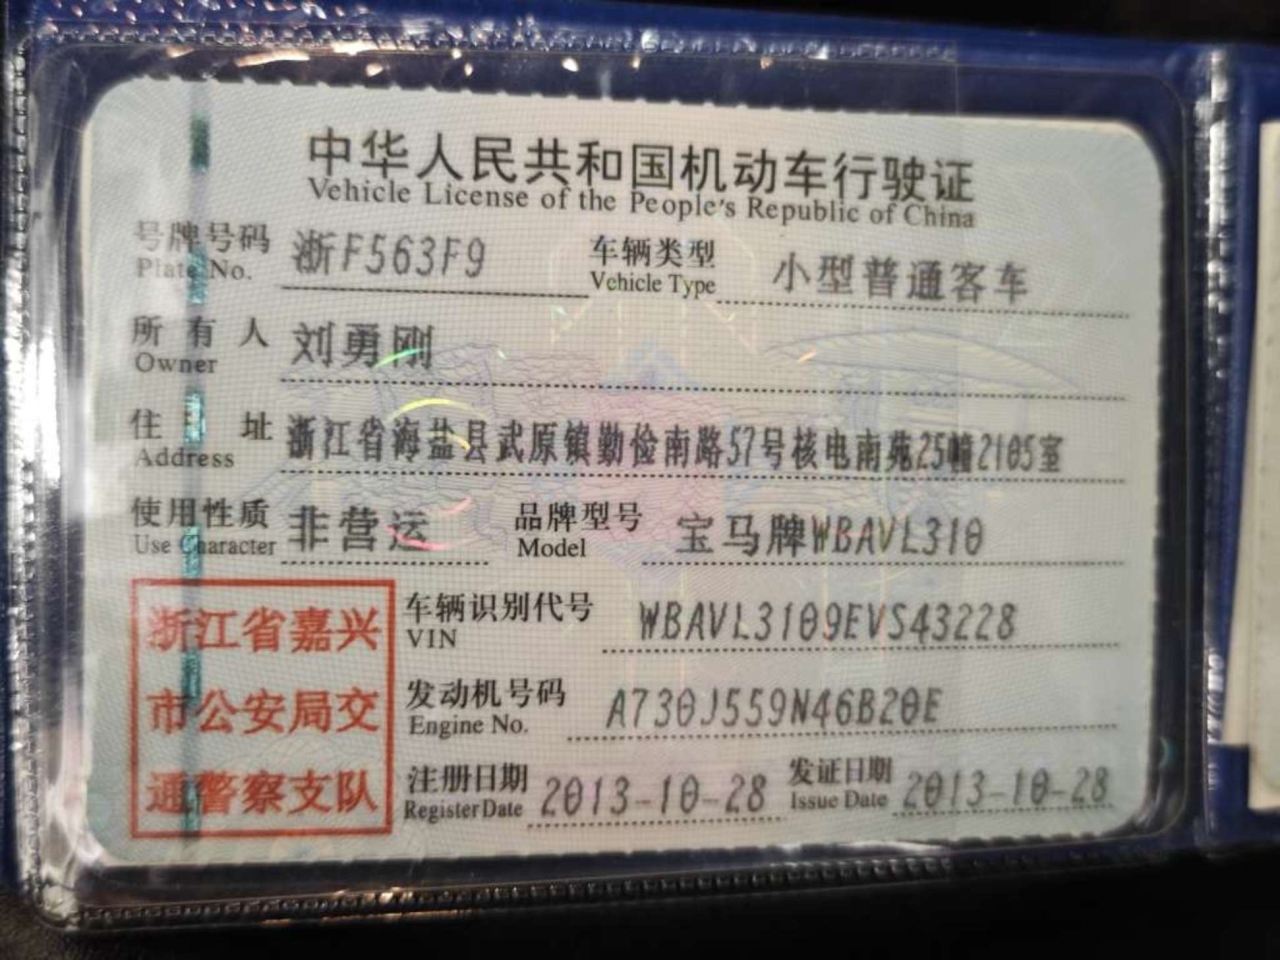 中华人民共和国机动车行驶证
Vehicle License of the People's Republic of China
号牌号码 浙F563F9 车辆类型 小型普通客车
Plate No. Vehicle Type
所有人 刘勇刚
Owner
住址 浙江省海盐县武原镇勤俭南路57号核电南苑25幢2105室
Address
使用性质 非营运 品牌型号 宝马牌WBAVL310
Use Character Model
浙江省嘉兴
市公安局交
通警察支队
车辆识别代号 WBAVL3109EVS43228
VIN
发动机号码 A730J559N46B20E
Engine No.
注册日期 2013-10-28 发证日期 2013-10-28
Register Date Issue Date